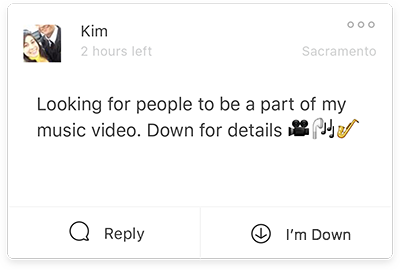 Kim
2 hours left
Sacramento
Looking for people to be a part of my
music video. Down for details 🎥🎧🎶🎷
Reply
I'm Down